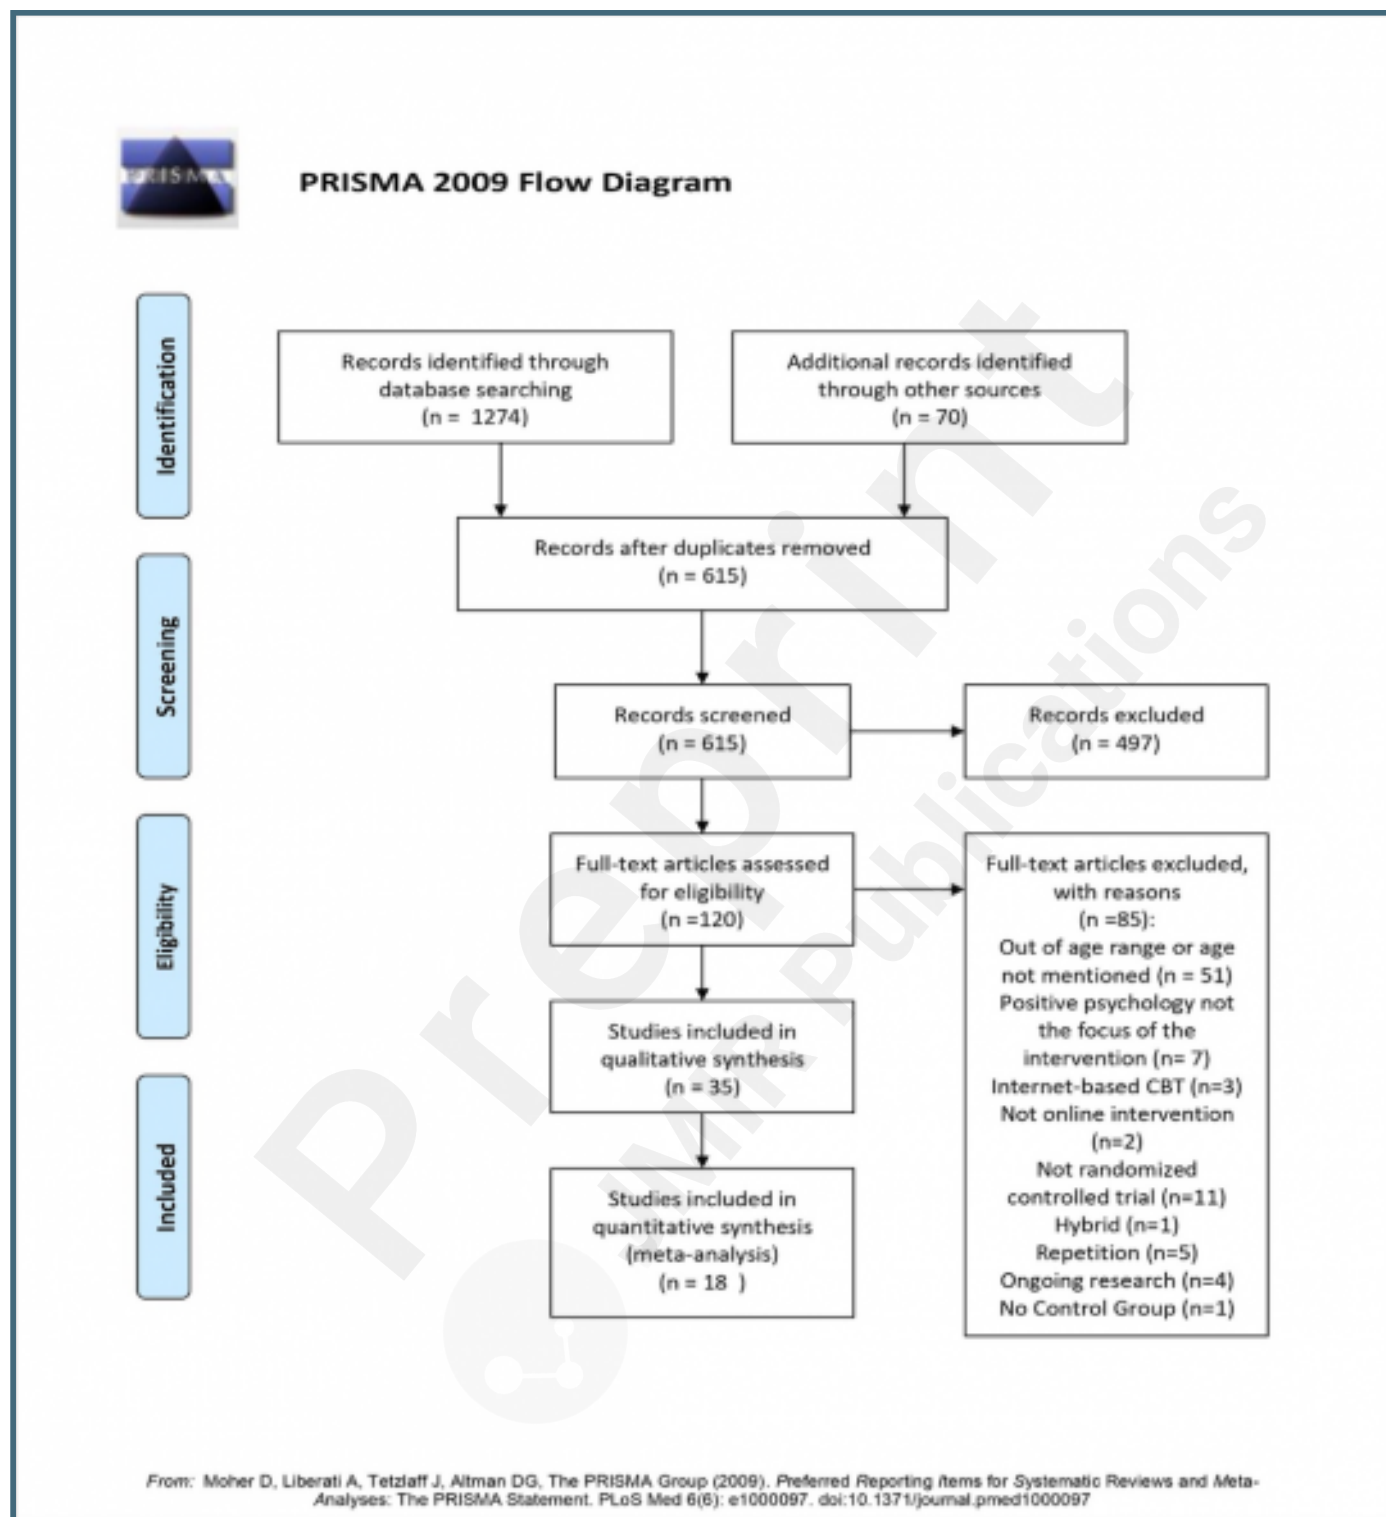 PRISMA
PRISMA 2009 Flow Diagram
Identification
Records identified through
database searching
(n =  1274)
Additional records identified
through other sources
(n = 70)
Records after duplicates removed
(n = 615)
Screening
Records screened
(n = 615)
Records excluded
(n = 497)
Eligibility
Full-text articles assessed
for eligibility
(n =120)
Full-text articles excluded,
with reasons
(n =85):
Out of age range or age
not mentioned (n = 51)
Positive psychology not
the focus of the
intervention (n= 7)
Internet-based CBT (n=3)
Not online intervention
(n=2)
Not randomized
controlled trial (n=11)
Hybrid (n=1)
Repetition (n=5)
Ongoing research (n=4)
No Control Group (n=1)
Studies included in
qualitative synthesis
(n = 35)
Included
Studies included in
quantitative synthesis
(meta-analysis)
(n = 18  )
Preprint
JMIR Publications
From:  Moher D, Liberati A, Tetzlaff J, Altman DG, The PRISMA Group (2009). Preferred Reporting Items for Systematic Reviews and Meta-
Analyses: The PRISMA Statement. PLoS Med 6(6): e1000097. doi:10.1371/journal.pmed1000097